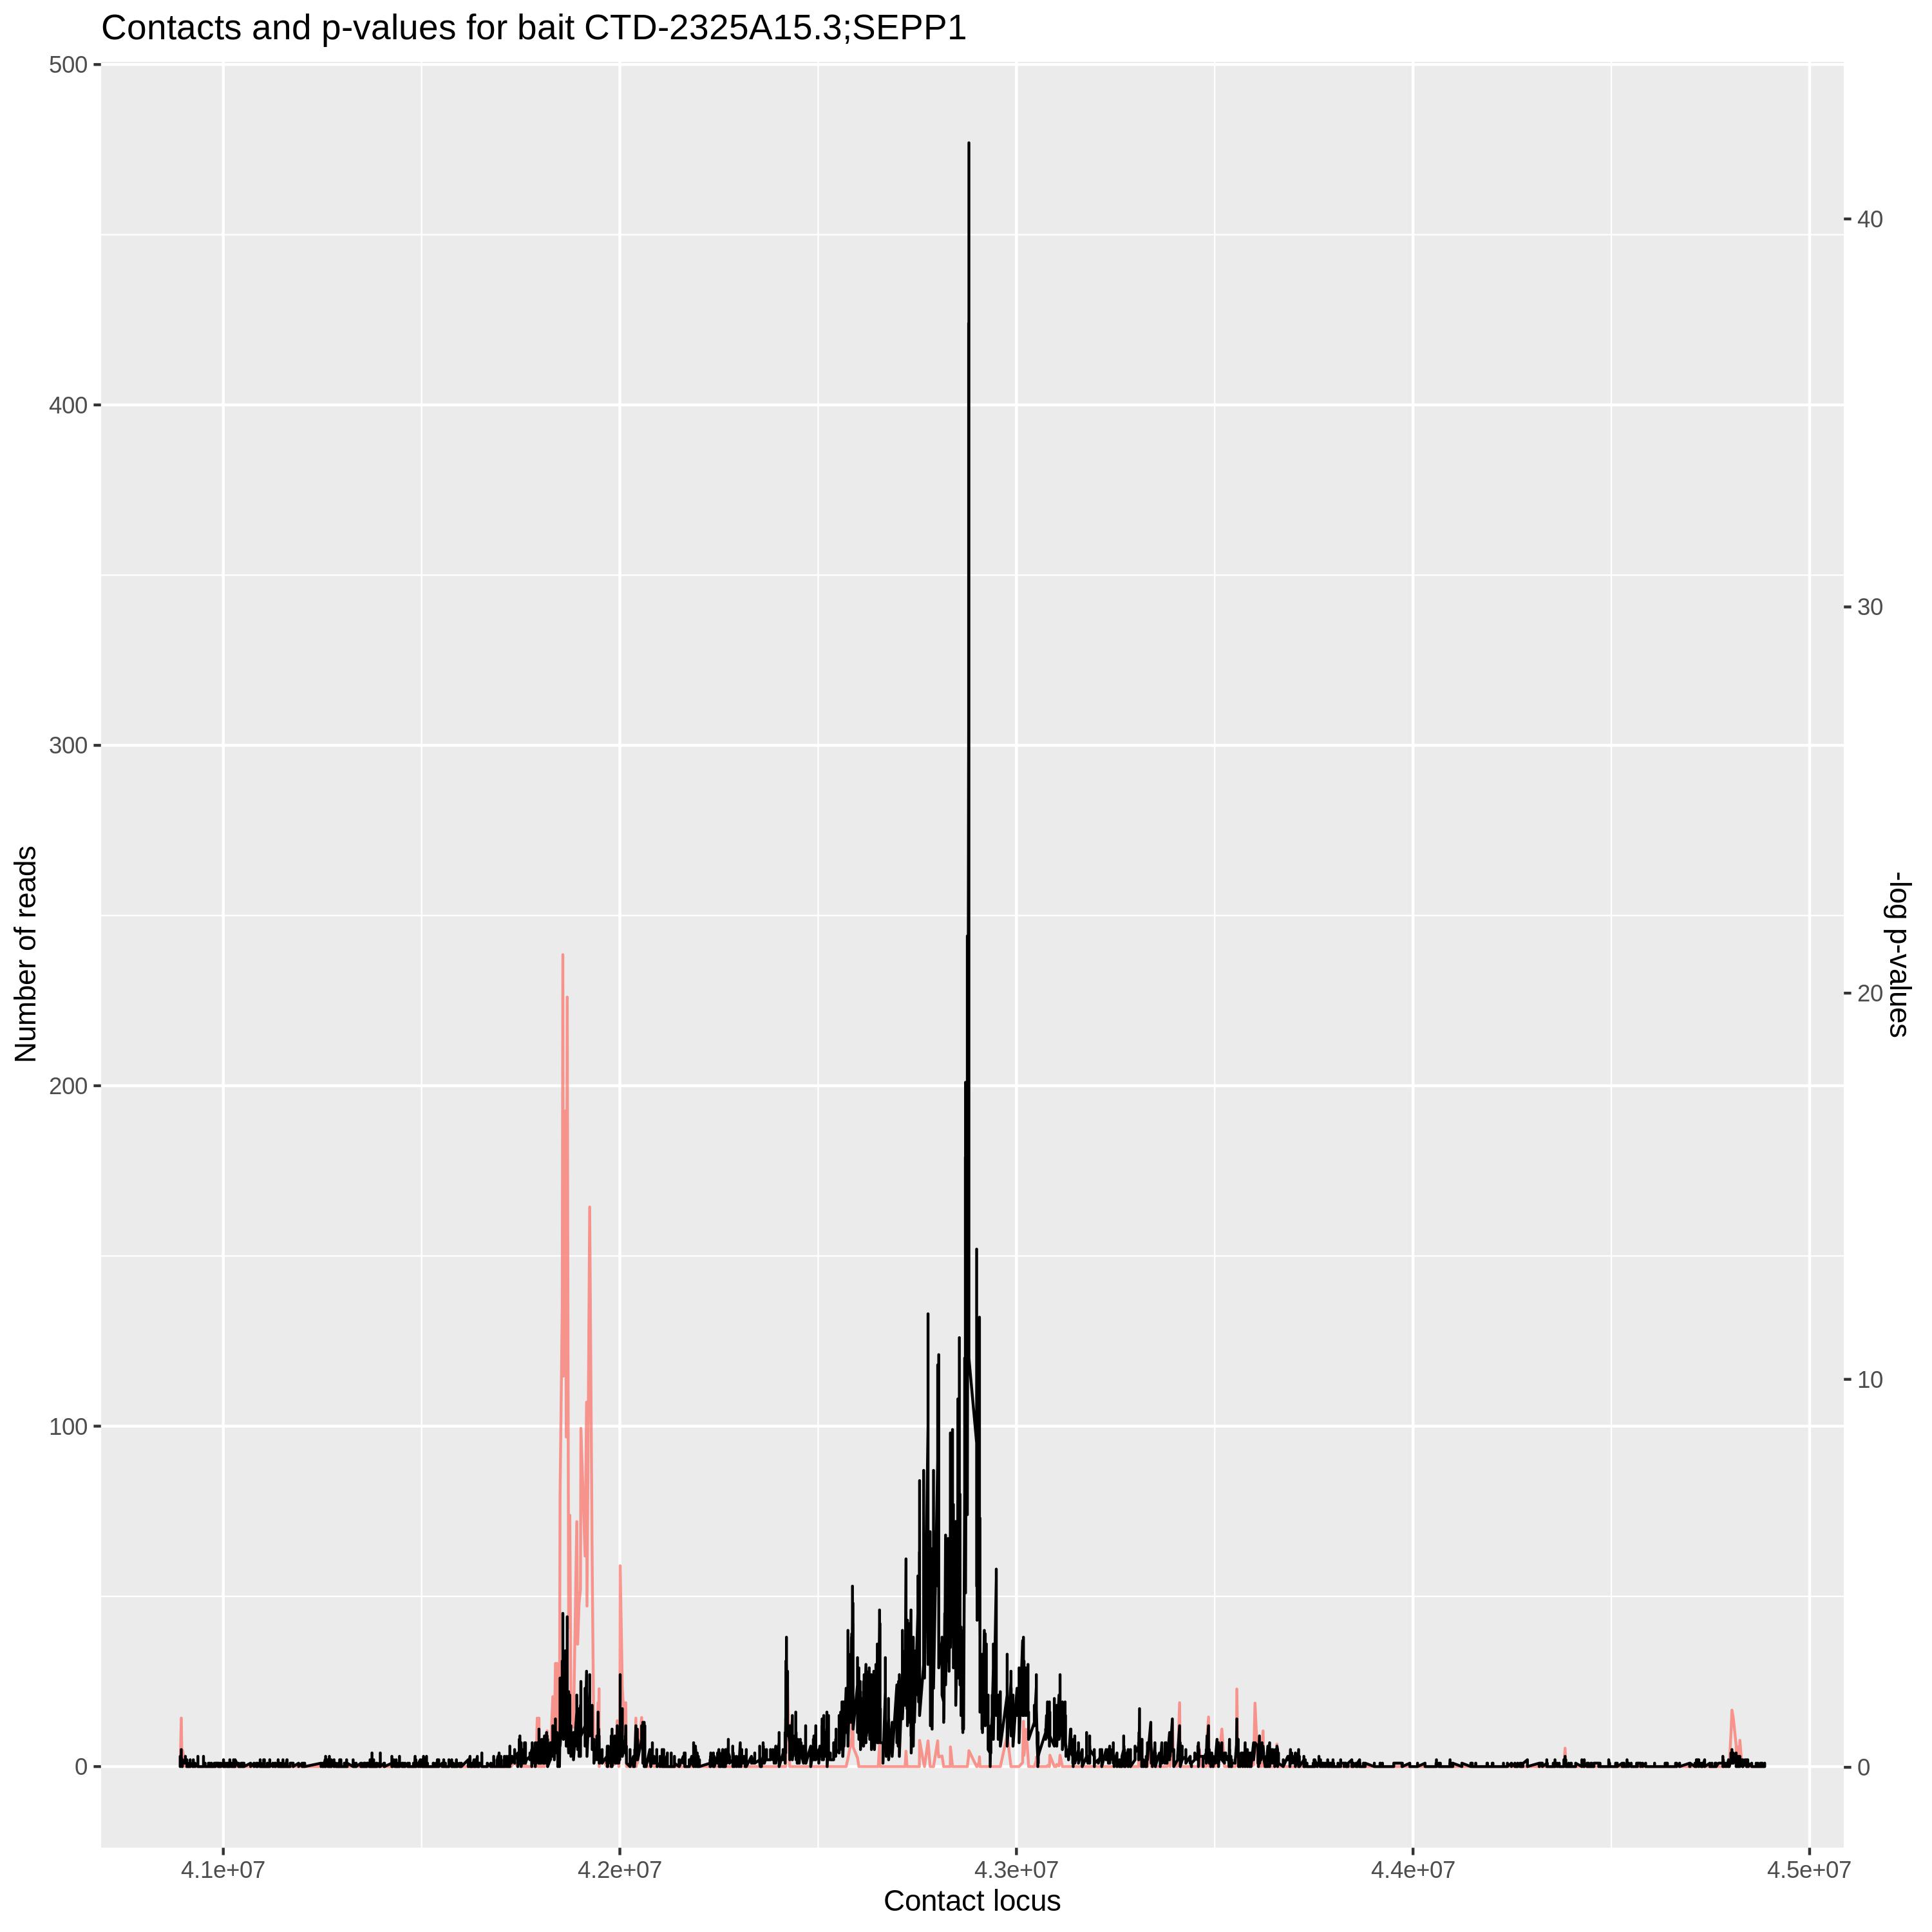 Contacts and p-values for bait CTD-2325A15.3;SEPP1
500
400
300
200
100
0
Number of reads
40
30
20
10
0
-log p-values
4.1e+07 4.2e+07 4.3e+07 4.4e+07 4.5e+07
Contact locus